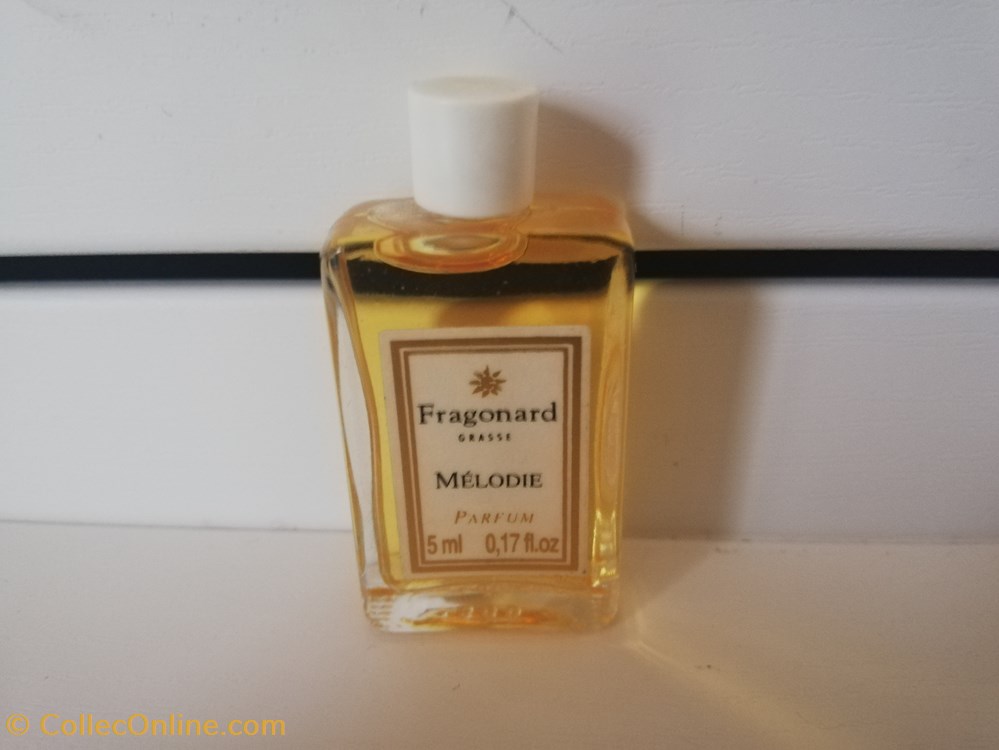 Fragonard
GRASSE
MÉLODIE
PARFUM
5 ml 0,17 fl.oz
© CollecOnline.com